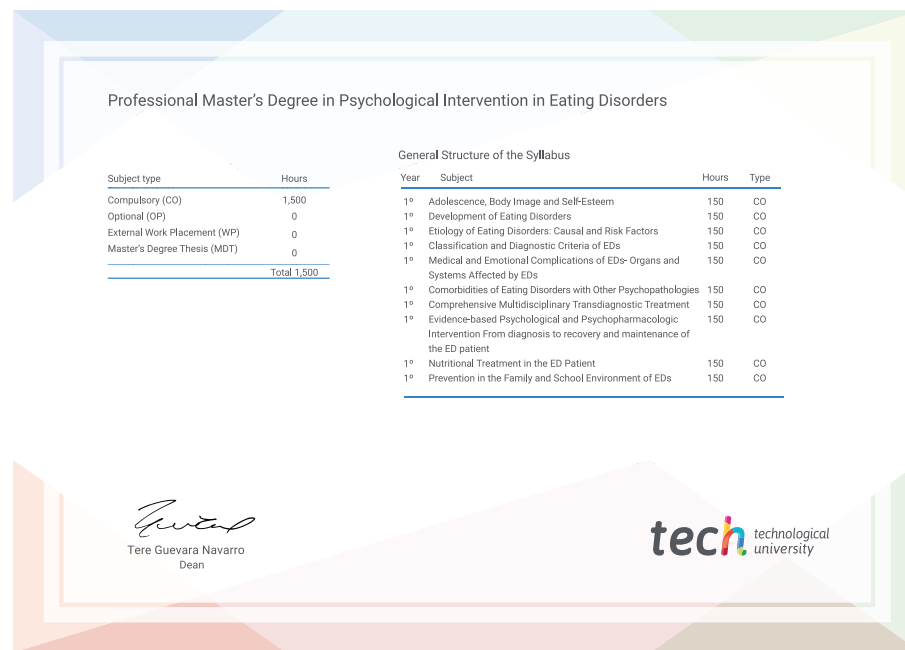 Professional Master's Degree in Psychological Intervention in Eating Disorders
Subject type Hours
Compulsory (CO) 1,500
Optional (OP) 0
External Work Placement (WP) 0
Master's Degree Thesis (MDT) 0
Total 1,500
General Structure of the Syllabus
Year Subject Hours Type
1º Adolescence, Body Image and Self-Esteem 150 CO
1º Development of Eating Disorders 150 CO
1º Etiology of Eating Disorders: Causal and Risk Factors 150 CO
1º Classification and Diagnostic Criteria of EDs 150 CO
1º Medical and Emotional Complications of EDs- Organs and 150 CO
Systems Affected by EDs
1º Comorbidities of Eating Disorders with Other Psychopathologies 150 CO
1º Comprehensive Multidisciplinary Transdiagnostic Treatment 150 CO
1º Evidence-based Psychological and Psychopharmacologic 150 CO
Intervention From diagnosis to recovery and maintenance of
the ED patient
1º Nutritional Treatment in the ED Patient 150 CO
1º Prevention in the Family and School Environment of EDs 150 CO
Tere Guevara Navarro
Dean
tech technological
university